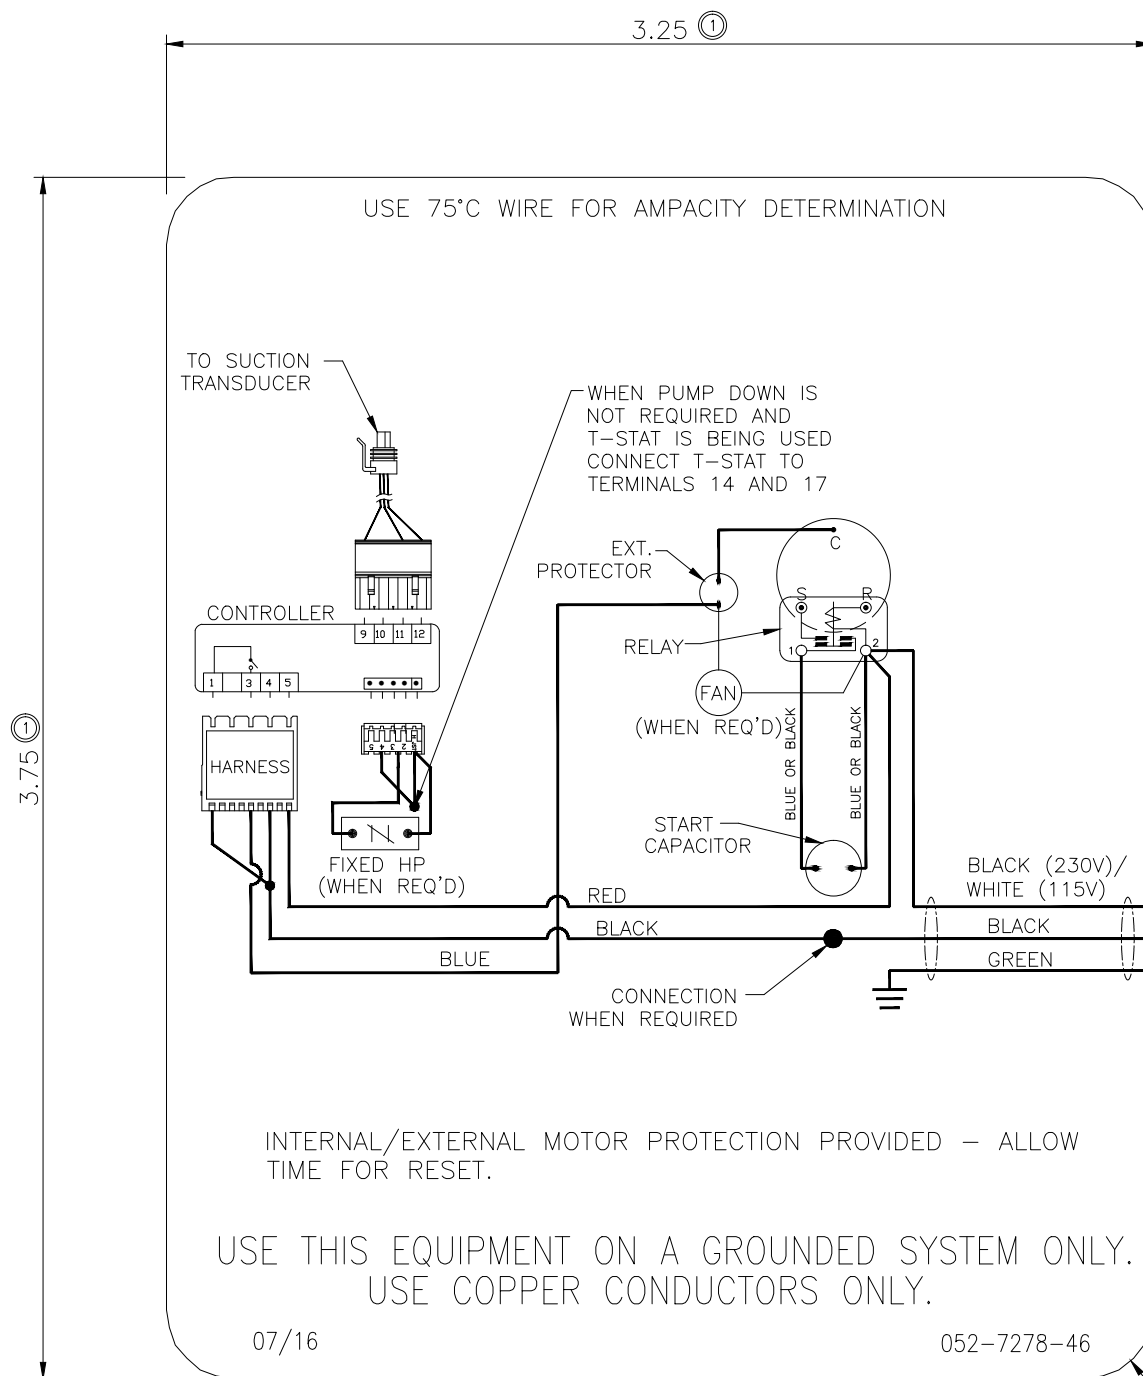 3.25 1
3.75 1
USE 75°C WIRE FOR AMPACITY DETERMINATION
TO SUCTION
TRANSDUCER
WHEN PUMP DOWN IS
NOT REQUIRED AND
T-STAT IS BEING USED
CONNECT T-STAT TO
TERMINALS 14 AND 17
C
EXT.
PROTECTOR
S R
CONTROLLER
9 10 11 12
RELAY
1 2
1 3 4 5
FAN
(WHEN REQ'D)
BLUE OR BLACK
BLUE OR BLACK
5 4 3 2
HARNESS
START
CAPACITOR
FIXED HP
(WHEN REQ'D)
BLACK (230V)/
WHITE (115V)
RED
BLACK
BLACK
BLUE
GREEN
CONNECTION
WHEN REQUIRED
INTERNAL/EXTERNAL MOTOR PROTECTION PROVIDED – ALLOW
TIME FOR RESET.
USE THIS EQUIPMENT ON A GROUNDED SYSTEM ONLY.
USE COPPER CONDUCTORS ONLY.
07/16
052-7278-46